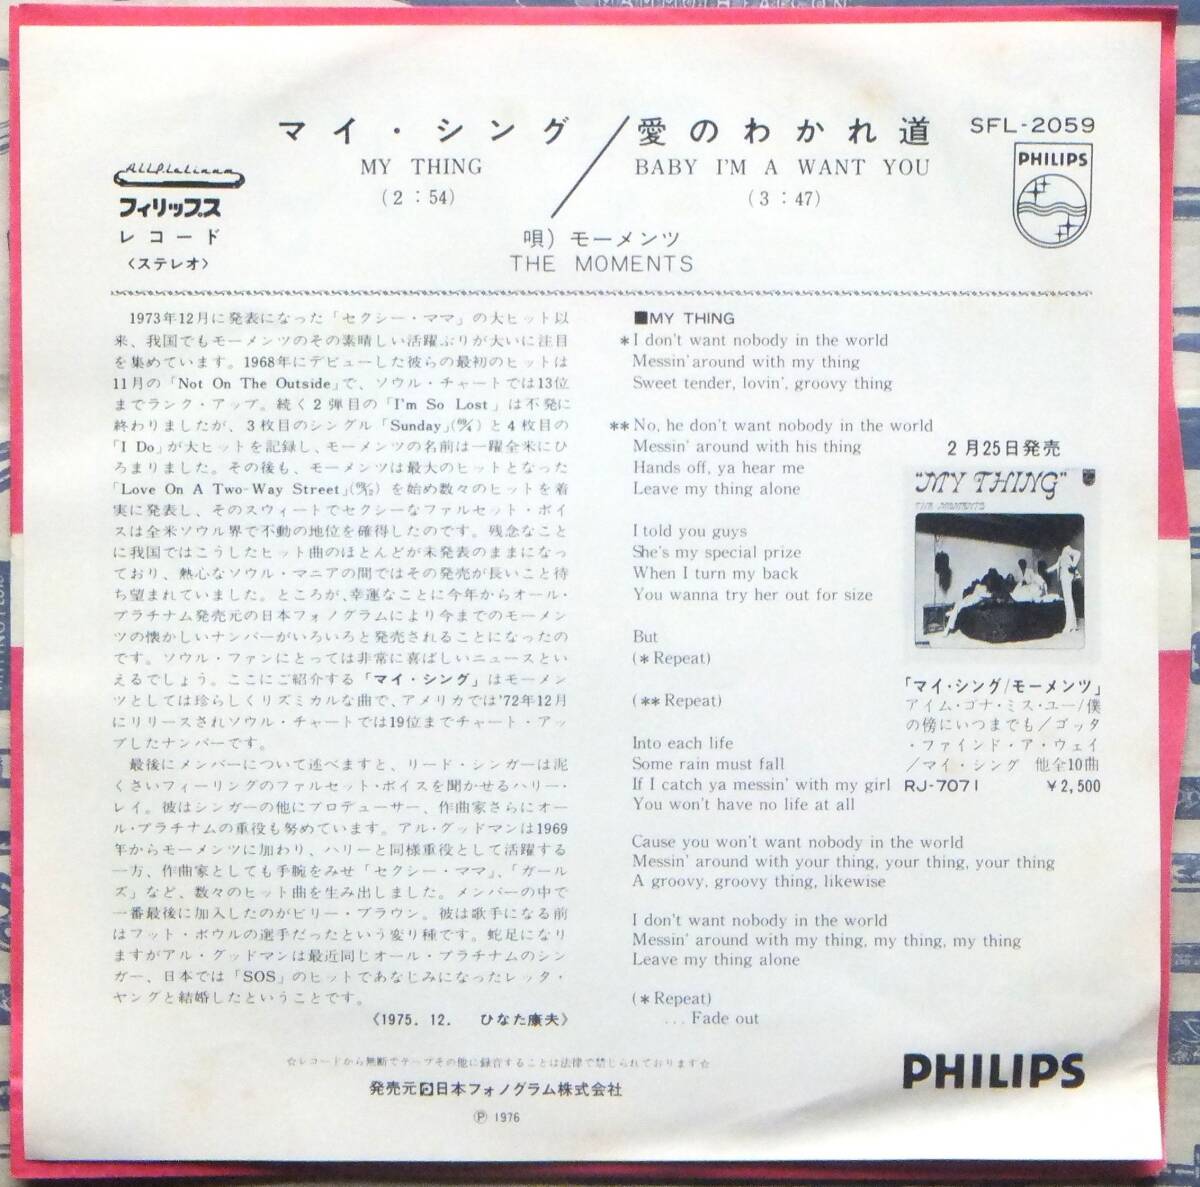 マイ・シング／愛のわかれ道
MY THING
(2:54)
BABY I'M A WANT YOU
(3:47)
SFL-2059
PHILIPS
All Platinum
フィリップス
レコード
〈ステレオ〉
唄）モーメンツ
THE MOMENTS
1973年12月に発表になった「セクシー・ママ」の大ヒット以
来、我国でもモーメンツのその素晴しい活躍ぶりが大いに注目
を集めています。1968年にデビューした彼らの最初のヒットは
11月の「Not On The Outside」で、ソウル・チャートでは13位
までランク・アップ。続く2弾目の「I'm So Lost」は不発に
終わりましたが、3枚目のシングル「Sunday」 と4枚目の
「I Do」が大ヒットを記録し、モーメンツの名前は一躍全米にひ
ろまりました。その後も、モーメンツは最大のヒットとなった
「Love On A Two-Way Street」 を始め数々のヒットを着
実に発表し、そのスウィートでセクシーなファルセット・ボイ
スは全米ソウル界で不動の地位を確得したのです。残念なこと
に我国ではこうしたヒット曲のほとんどが未発表のままになっ
ており、熱心なソウル・マニアの間ではその発売が長いこと待
ち望まれていました。ところが、幸運なことに今年からオール・
プラチナム発売元の日本フォノグラムにより今までのモーメン
ツの懐かしいナンバーがいろいろと発売されることになったの
です。ソウル・ファンにとっては非常に喜ばしいニュースとい
えるでしょう。ここにご紹介する「マイ・シング」はモーメン
ツとしては珍らしくリズミカルな曲で、アメリカでは'72年12月
にリリースされソウル・チャートでは19位までチャート・アッ
プしたナンバーです。
最後にメンバーについて述べますと、リード・シンガーは泥
くさいフィーリングのファルセット・ボイスを聞かせるハリー・
レイ。彼はシンガーの他にプロデューサー、作曲家さらにオー
ル・プラチナムの重役も努めています。アル・グッドマンは1969
年からモーメンツに加わり、ハリーと同様重役として活躍する
一方、作曲家としても手腕をみせ「セクシー・ママ」、「ガール
ズ」など、数々のヒット曲を生み出しました。メンバーの中で
一番最後に加入したのがビリー・ブラウン。彼は歌手になる前
はフット・ボウルの選手だったという変り種です。蛇足になり
ますがアル・グッドマンは最近同じオール・プラチナムのシン
ガー、日本では「SOS」のヒットであなじみになったレッタ・
ヤングと結婚したということです。
《1975. 12. ひなた康夫》
■MY THING
*I don't want nobody in the world
Messin' around with my thing
Sweet tender, lovin', groovy thing
**No, he don't want nobody in the world
Messin' around with his thing
Hands off, ya hear me
Leave my thing alone
I told you guys
She's my special prize
When I turn my back
You wanna try her out for size
But
(*Repeat)
(**Repeat)
Into each life
Some rain must fall
If I catch ya messin' with my girl
You won't have no life at all
Cause you won't want nobody in the world
Messin' around with your thing, your thing, your thing
A groovy, groovy thing, likewise
I don't want nobody in the world
Messin' around with my thing, my thing, my thing
Leave my thing alone
(*Repeat)
... Fade out
2月25日発売
"MY THING"
THE MOMENTS
「マイ・シング／モーメンツ」
アイム・ゴナ・ミス・ユー／僕
の傍にいつまでも／ゴッタ
・ファインド・ア・ウェイ
／マイ・シング 他全10曲
RJ-7071 ¥2,500
☆レコードから無断でテープその他に録音することは法律で禁じられております☆
発売元 日本フォノグラム株式会社
Ⓟ 1976
PHILIPS